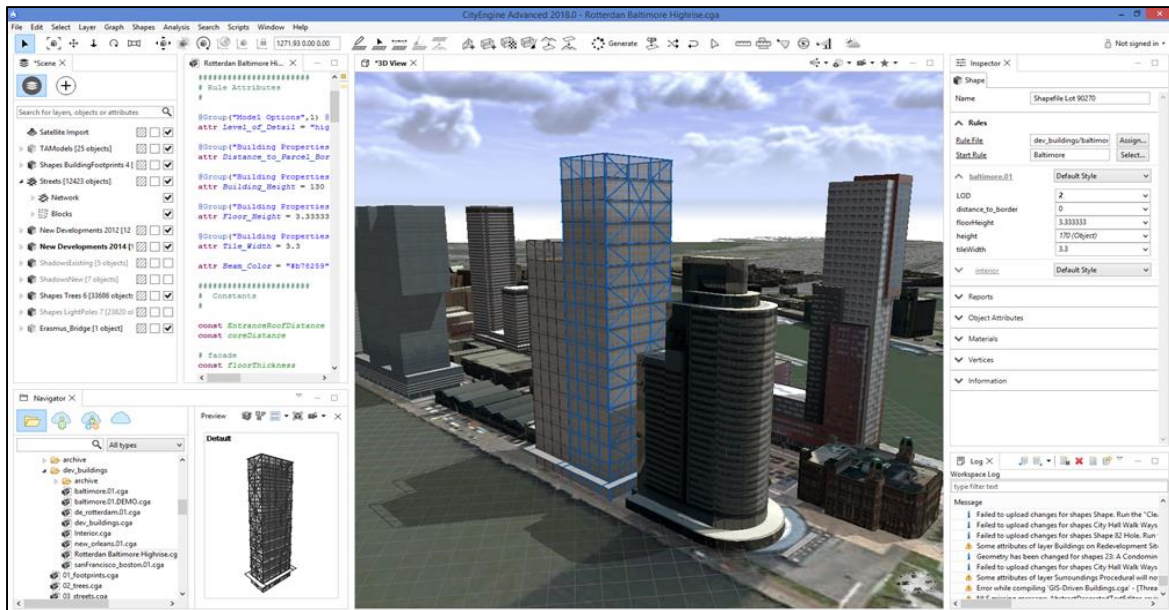 CityEngine Advanced 2018.0 - Rotterdan Baltimore Highrise.cga
File Edit Select Layer Graph Shapes Analysis Search Scripts Window Help
1271.93 0.00 0.00
Generate
Not signed in
*Scene
Search for layers, objects or attributes
Satellite Import
TAModels [25 objects]
Shapes BuildingFootprints 4 [
Streets [12423 objects]
Network
Blocks
New Developments 2012 [12
New Developments 2014 [1
ShadowsExisting [5 objects]
ShadowsNew [7 objects]
Shapes Trees 6 [33686 objects
Shapes LightPoles 7 [23820 ol
Erasmus_Bridge [1 object]
Rotterdan Baltimore Hi...
#######################
# Rule Attributes
#
@Group("Model Options",1) @
attr Level_of_Detail = "hig
@Group("Building Properties
attr Distance_to_Parcel_Bor
@Group("Building Properties
attr Building_Height = 130
@Group("Building Properties
attr Floor_Height = 3.33333
@Group("Building Properties
attr Tile_Width = 3.3
attr Beam_Color = "#b78259"
#######################
# Constants
#
const EntranceRoofDistance
const coreDistance
# facade
const floorThickness
*3D View
Inspector
Shape
Name Shapefile Lot 90270
Rules
Rule File dev_buildings/baltimor Assign...
Start Rule Baltimore Select...
baltimore.01 Default Style
LOD 2
distance_to_border 0
floorHeight 3.333333
height 170 (Object)
tileWidth 3.3
interior Default Style
Reports
Object Attributes
Materials
Vertices
Information
Navigator
All types
archive
dev_buildings
archive
baltimore.01.cga
baltimore.01.DEMO.cga
de_rotterdam.01.cga
dev_buildings.cga
Interior.cga
new_orleans.01.cga
Rotterdan Baltimore Highrise.cg
sanFrancisco_boston.01.cga
01_footprints.cga
02_trees.cga
03_streets.cga
Preview
Default
Log
Workspace Log
type filter text
Message
Failed to upload changes for shapes Shape. Run the "Cle
Failed to upload changes for shapes City Hall Walk Ways
Failed to upload changes for shapes Shape 82 Hole. Run
Some attributes of layer Buildings on Redevelopment Sit
Geometry has been changed for shapes 23: A Condomin
Failed to upload changes for shapes City Hall Walk Ways
Some attributes of layer Surroundings Procedural will no
Error while compiling 'GIS-Driven Buildings.cga' - [Threa